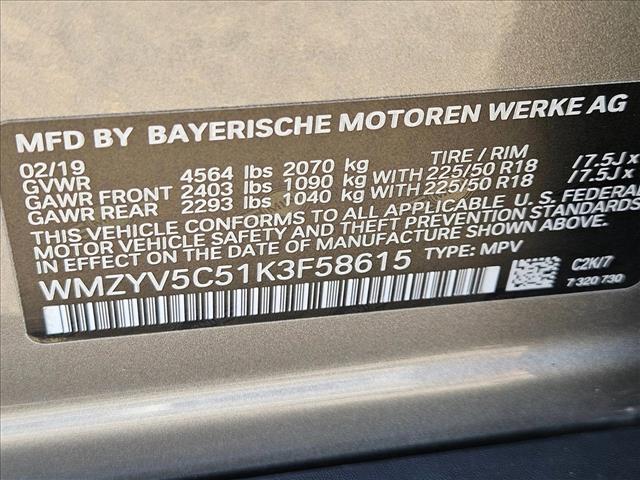 MFD BY BAYERISCHE MOTOREN WERKE AG
02/19 TIRE / RIM
GVWR 4564 lbs 2070 kg
GAWR FRONT 2403 lbs 1090 kg WITH 225/50 R18 /7.5J x
GAWR REAR 2293 lbs 1040 kg WITH 225/50 R18 /7.5J x
THIS VEHICLE CONFORMS TO ALL APPLICABLE U. S. FEDERAL
MOTOR VEHICLE SAFETY AND THEFT PREVENTION STANDARDS
IN EFFECT ON DATE OF MANUFACTURE SHOWN ABOVE.
WMZYV5C51K3F58615 TYPE: MPV
C2K/7
7 320 730